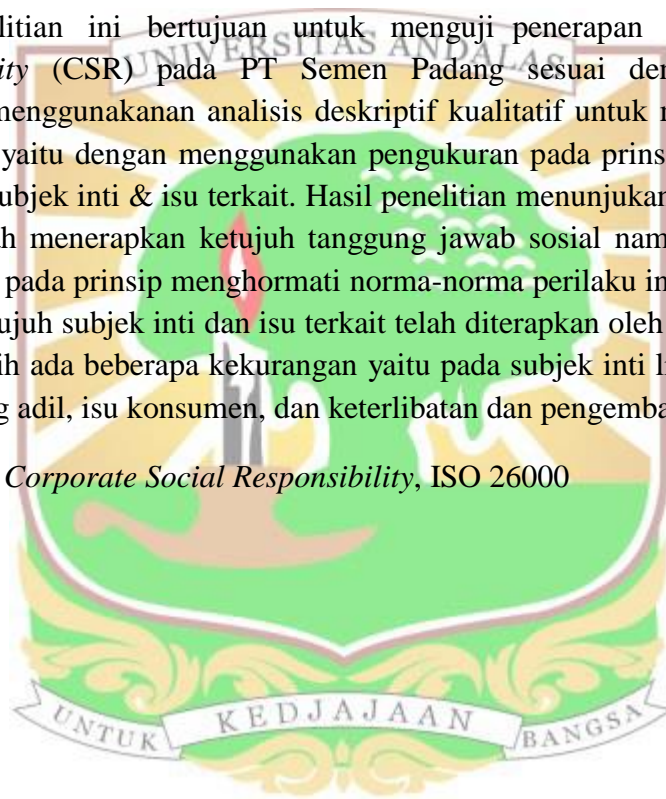 litian ini bertujuan untuk menguji penerapan
UNIVERSITAS ANDALAS
ity (CSR) pada PT Semen Padang sesuai den
menggunakanan analisis deskriptif kualitatif untuk
yaitu dengan menggunakan pengukuran pada prins
ubjek inti & isu terkait. Hasil penelitian menunjukan
ah menerapkan ketujuh tanggung jawab sosial nam
pada prinsip menghormati norma-norma perilaku in
ujuh subjek inti dan isu terkait telah diterapkan oleh
ih ada beberapa kekurangan yaitu pada subjek inti li
g adil, isu konsumen, dan keterlibatan dan pengemba
Corporate Social Responsibility, ISO 26000
UNTUK KEDJAJAAN BANGSA